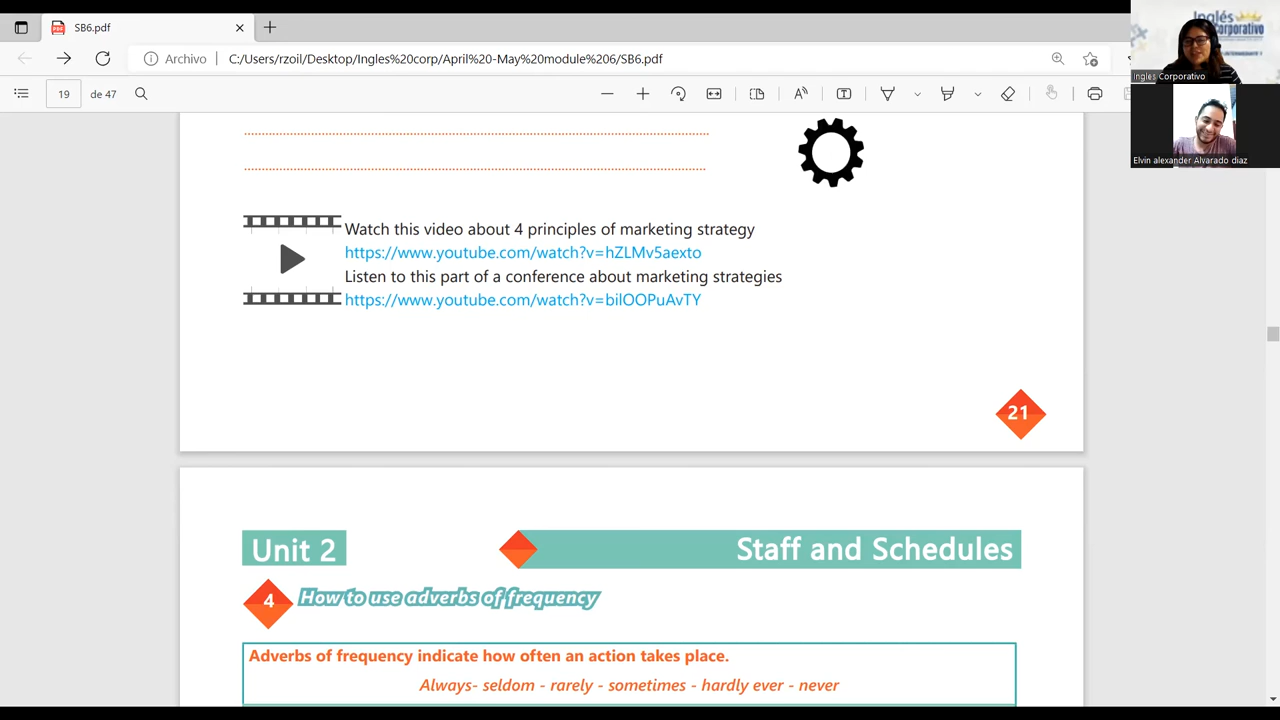 SB6.pdf
Archivo
C:/Users/rzoil/Desktop/Ingles%20corp/April%20-May%20module%206/SB6.pdf
19
de 47
Inglés
Corporativo
Ingles Corporativo
Elvin alexander Alvarado diaz
Watch this video about 4 principles of marketing strategy
https://www.youtube.com/watch?v=hZLMv5aexto
Listen to this part of a conference about marketing strategies
https://www.youtube.com/watch?v=bilOOPuAvTY
21
Unit 2
Staff and Schedules
4
How to use adverbs of frequency
Adverbs of frequency indicate how often an action takes place.
Always- seldom - rarely - sometimes - hardly ever - never